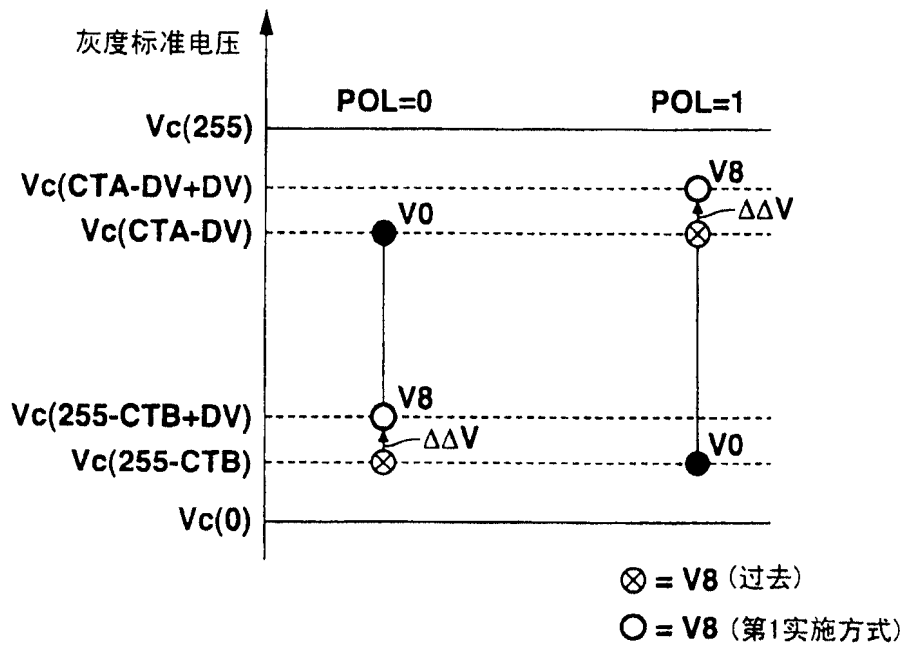 灰度标准电压
POL=0
POL=1
Vc(255)
Vc(CTA-DV+DV)
V8
ΔΔV
Vc(CTA-DV)
V0
Vc(255-CTB+DV)
V8
ΔΔV
V0
Vc(255-CTB)
Vc(0)
= V8 (过去)
= V8 (第1实施方式)